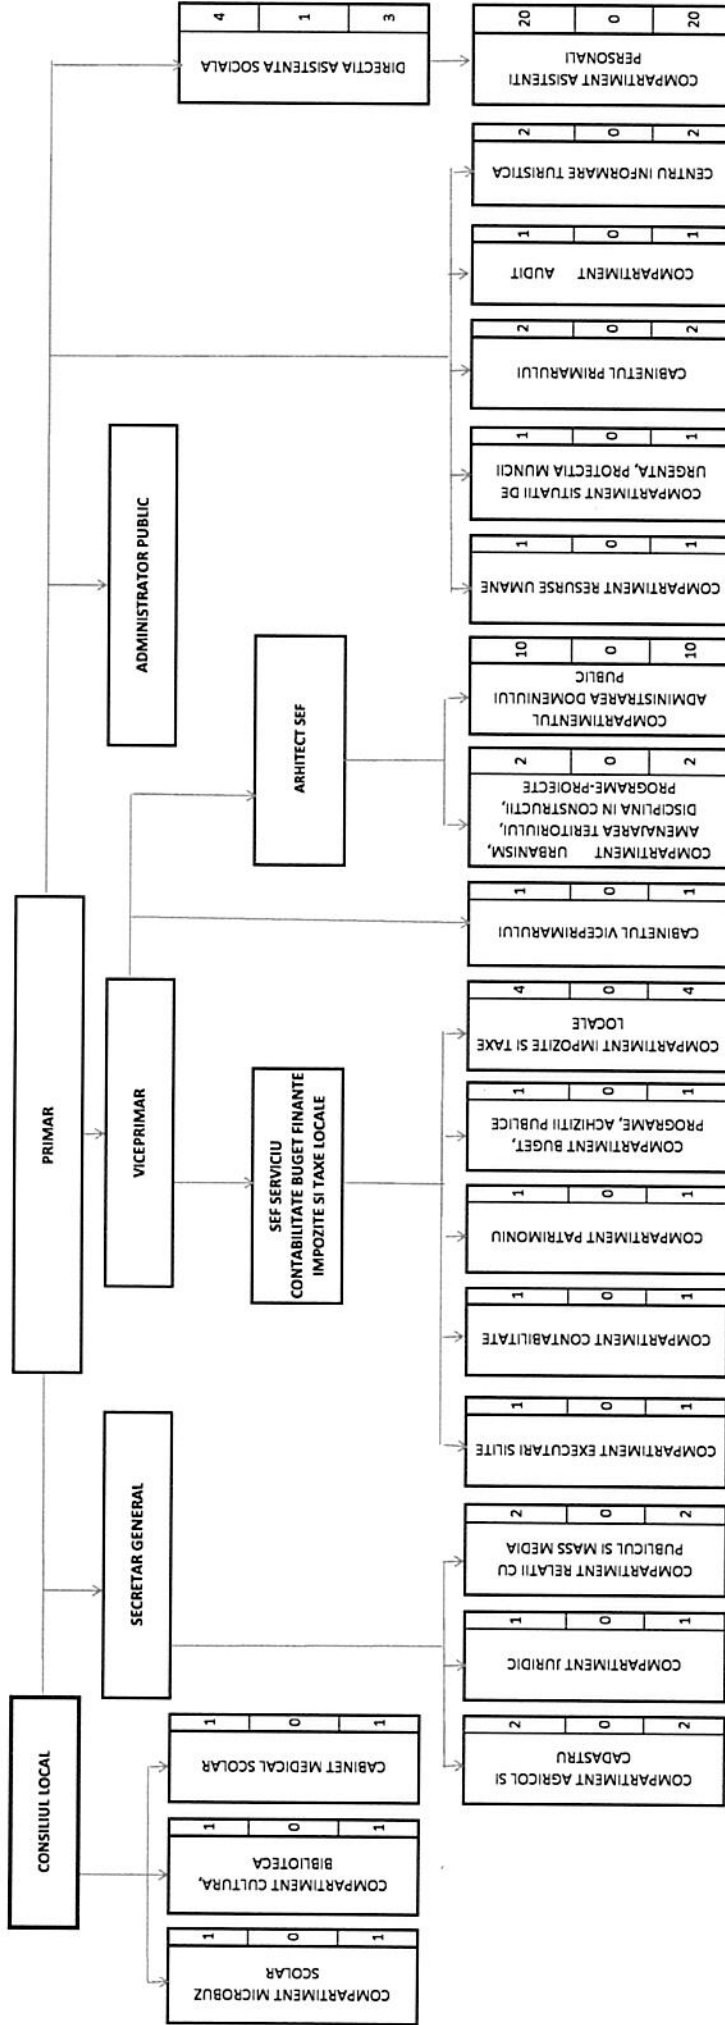 CONSILIUL LOCAL
PRIMAR
SECRETAR GENERAL
VICEPRIMAR
ADMINISTRATOR PUBLIC
SEF SERVICIU
CONTABILITATE BUGET FINANTE
IMPOZITE SI TAXE LOCALE
ARHITECT SEF
COMPARTIMENT MICROBUZ
SCOLAR
1
0
1
COMPARTIMENT CULTURA,
BIBLIOTECA
1
0
1
CABINET MEDICAL SCOLAR
1
0
1
DIRECTIA ASISTENTA SOCIALA
4
1
3
COMPARTIMENT AGRICOL SI
CADASTRU
2
0
2
COMPARTIMENT JURIDIC
1
0
1
COMPARTIMENT RELATII CU
PUBLICUL SI MASS MEDIA
2
0
2
COMPARTIMENT EXECUTARI SILITE
1
0
1
COMPARTIMENT CONTABILITATE
1
0
1
COMPARTIMENT PATRIMONIU
1
0
1
COMPARTIMENT BUGET,
PROGRAME, ACHIZITII PUBLICE
1
0
1
COMPARTIMENT IMPOZITE SI TAXE
LOCALE
4
0
4
CABINETUL VICEPRIMARULUI
1
0
1
COMPARTIMENT URBANISM,
AMENAJAREA TERITORIULUI,
DISCIPLINA IN CONSTRUCTII,
PROGRAME-PROIECTE
2
0
2
COMPARTIMENTUL
ADMINISTRAREA DOMENIULUI
PUBLIC
10
0
10
COMPARTIMENT RESURSE UMANE
1
0
1
COMPARTIMENT SITUATII DE
URGENTA, PROTECTIA MUNCII
1
0
1
CABINETUL PRIMARULUI
2
0
2
COMPARTIMENT AUDIT
1
0
1
CENTRU INFORMARE TURISTICA
2
0
2
COMPARTIMENT ASISTENTI
PERSONALI
20
0
20